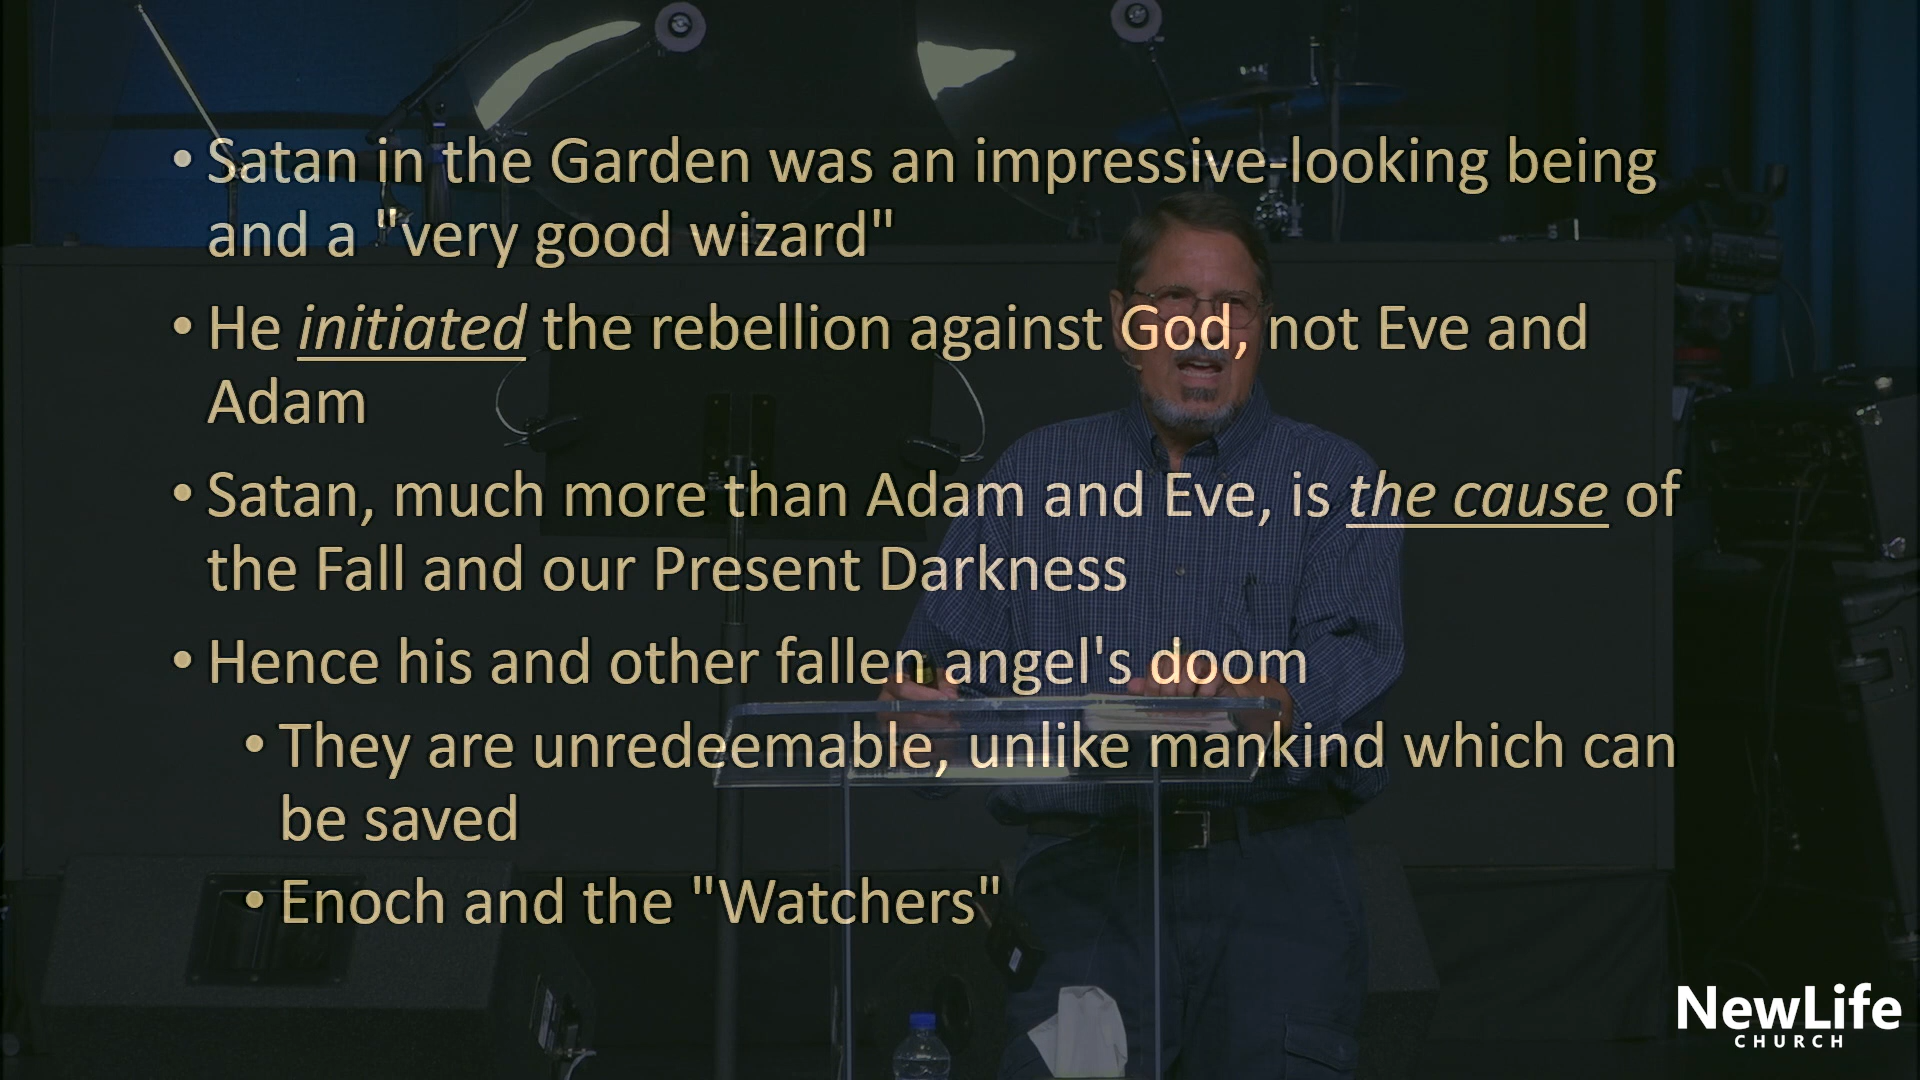 • Satan in the Garden was an impressive-looking being
and a "very good wizard"
• He initiated the rebellion against God, not Eve and
Adam
• Satan, much more than Adam and Eve, is the cause of
the Fall and our Present Darkness
• Hence his and other fallen angel's doom
• They are unredeemable, unlike mankind which can
be saved
• Enoch and the "Watchers"
NewLife
CHURCH